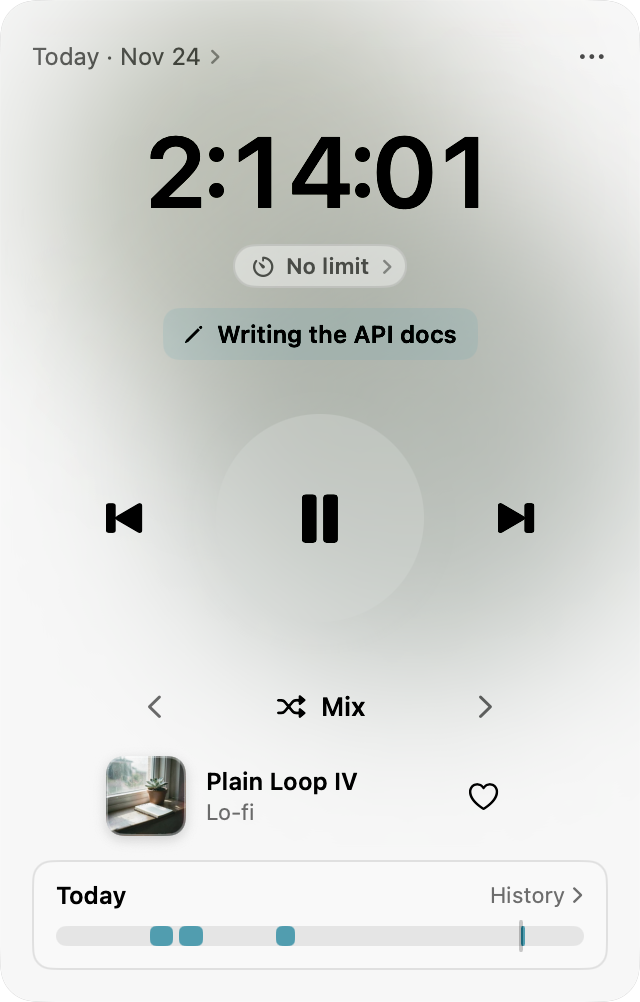 Today · Nov 24
2:14:01
No limit
Writing the API docs
Mix
Plain Loop IV
Lo-fi
Today
History